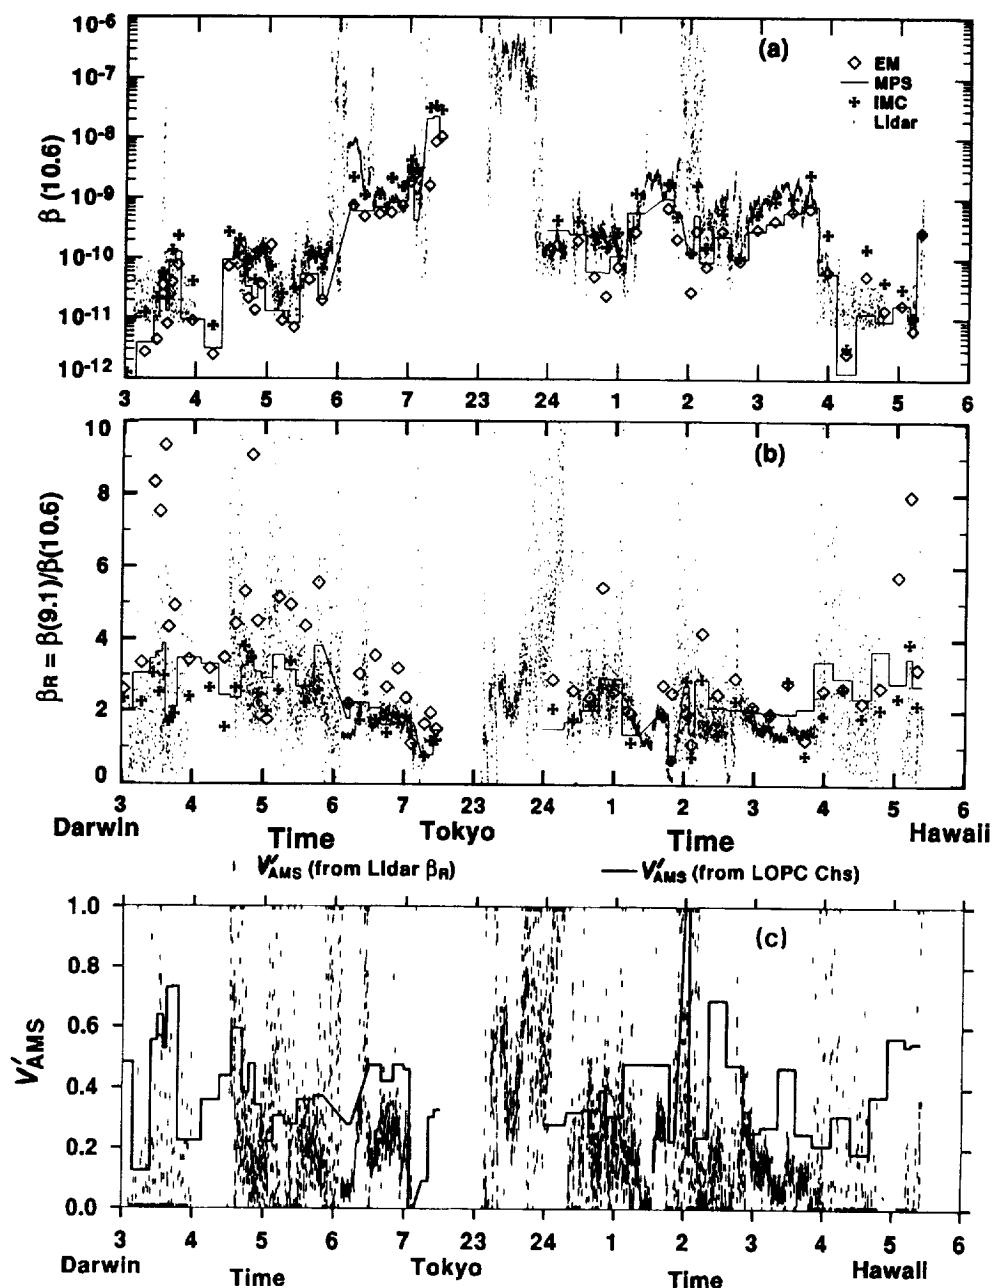 10⁻⁶
10⁻⁷
10⁻⁸
10⁻⁹
10⁻¹⁰
10⁻¹¹
10⁻¹²
β (10.6)
(a)
EM
MPS
IMC
Lidar
3 4 5 6 7 23 24 1 2 3 4 5 6
10
8
6
4
2
0
βR = β(9.1)/β(10.6)
(b)
3 4 5 6 7 23 24 1 2 3 4 5 6
Darwin Time Tokyo Time Hawaii
V′AMS (from Lidar βR) V′AMS (from LOPC Chs)
1.0
0.8
0.6
0.4
0.2
0.0
V′AMS
(c)
3 4 5 6 7 23 24 1 2 3 4 5 6
Darwin Time Tokyo Time Hawaii